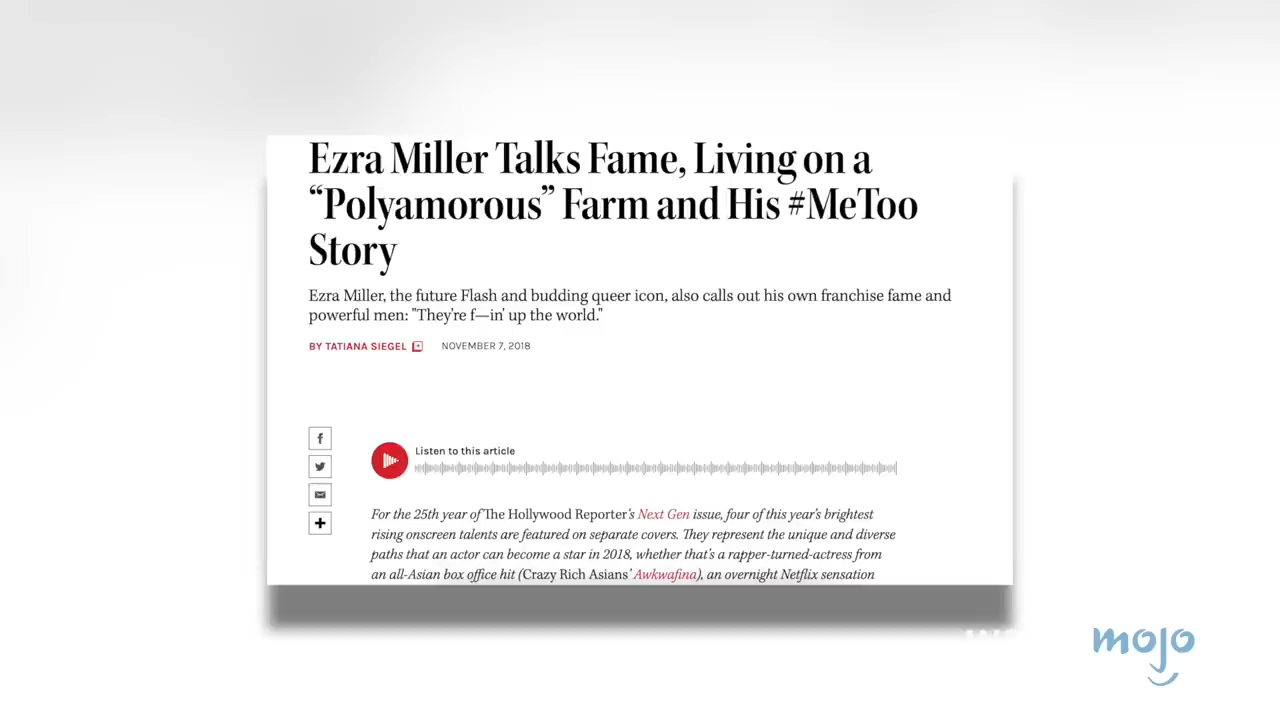 Ezra Miller Talks Fame, Living on a
“Polyamorous” Farm and His #MeToo
Story
Ezra Miller, the future Flash and budding queer icon, also calls out his own franchise fame and
powerful men: "They're f—in' up the world."
BY TATIANA SIEGEL NOVEMBER 7, 2018
Listen to this article
For the 25th year of The Hollywood Reporter's Next Gen issue, four of this year's brightest
rising onscreen talents are featured on separate covers. They represent the unique and diverse
paths that an actor can become a star in 2018, whether that's a rapper-turned-actress from
an all-Asian box office hit (Crazy Rich Asians' Awkwafina), an overnight Netflix sensation
mojo